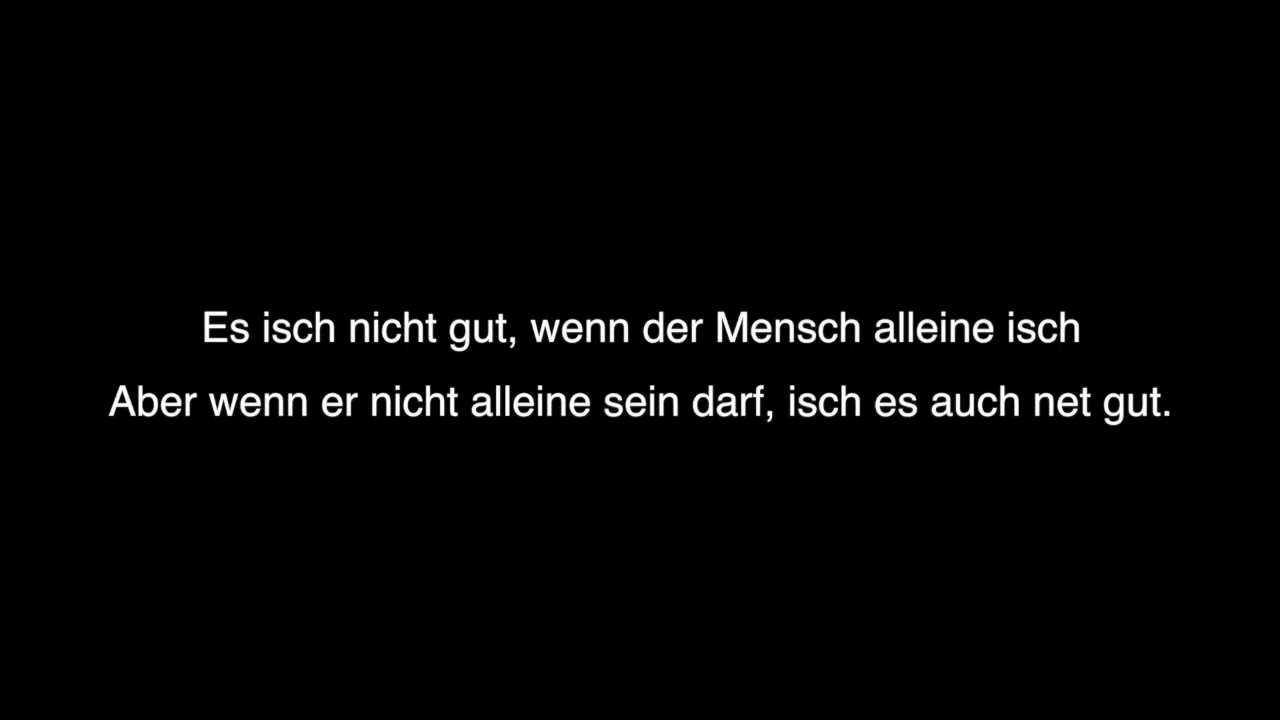 Es isch nicht gut, wenn der Mensch alleine isch
Aber wenn er nicht alleine sein darf, isch es auch net gut.